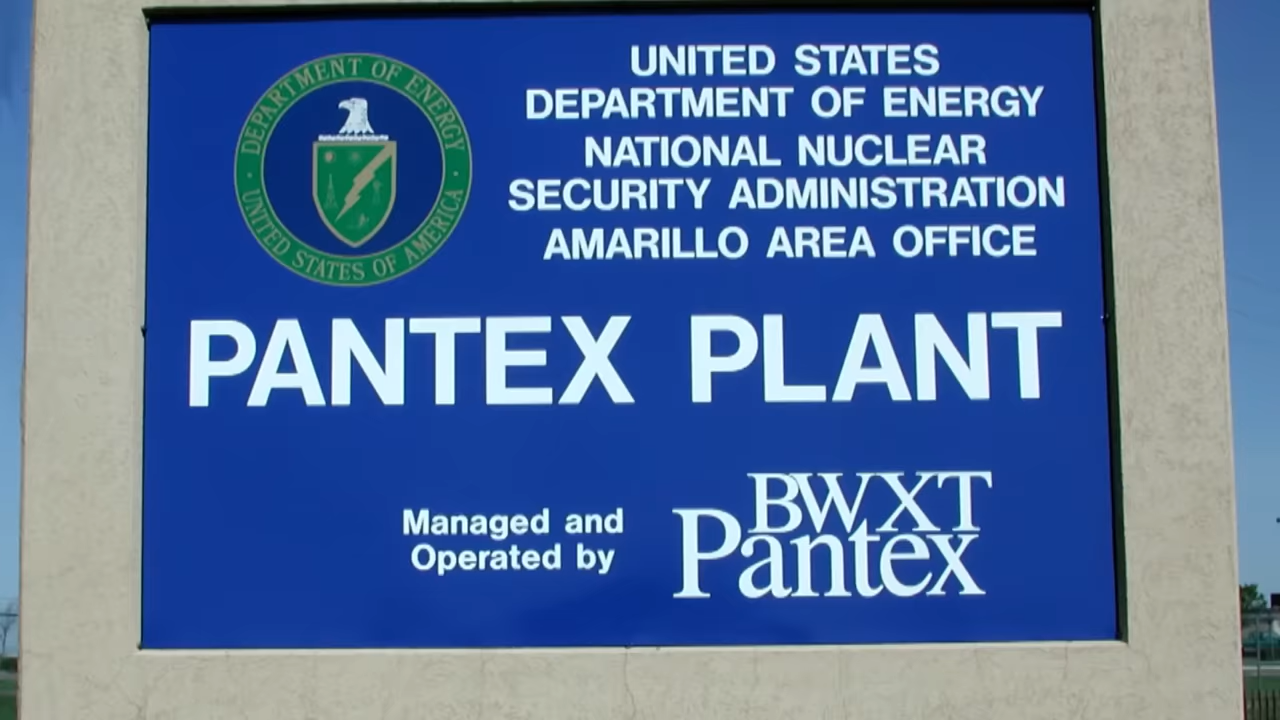 DEPARTMENT OF ENERGY
UNITED STATES OF AMERICA
UNITED STATES
DEPARTMENT OF ENERGY
NATIONAL NUCLEAR
SECURITY ADMINISTRATION
AMARILLO AREA OFFICE
PANTEX PLANT
Managed and
Operated by
BWXT
Pantex